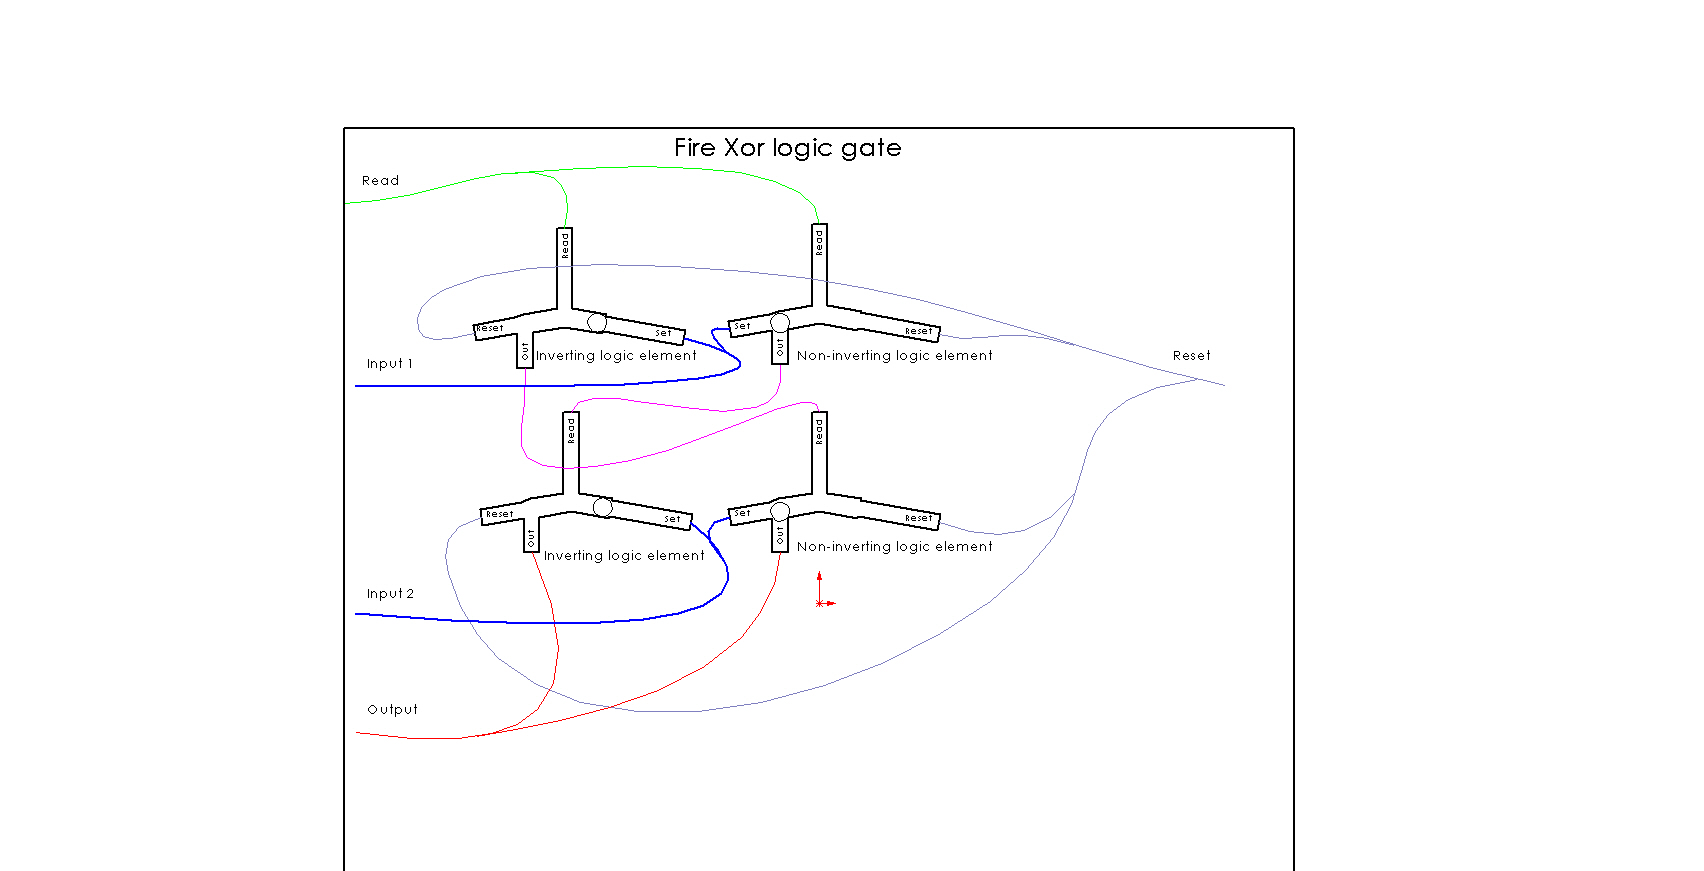 Fire Xor logic gate
Read
Read
Read
Reset
Set
Set
Reset
Out
Inverting logic element
Out
Non-inverting logic element
Reset
Input 1
Read
Read
Reset
Set
Set
Reset
Out
Inverting logic element
Out
Non-inverting logic element
Input 2
Output